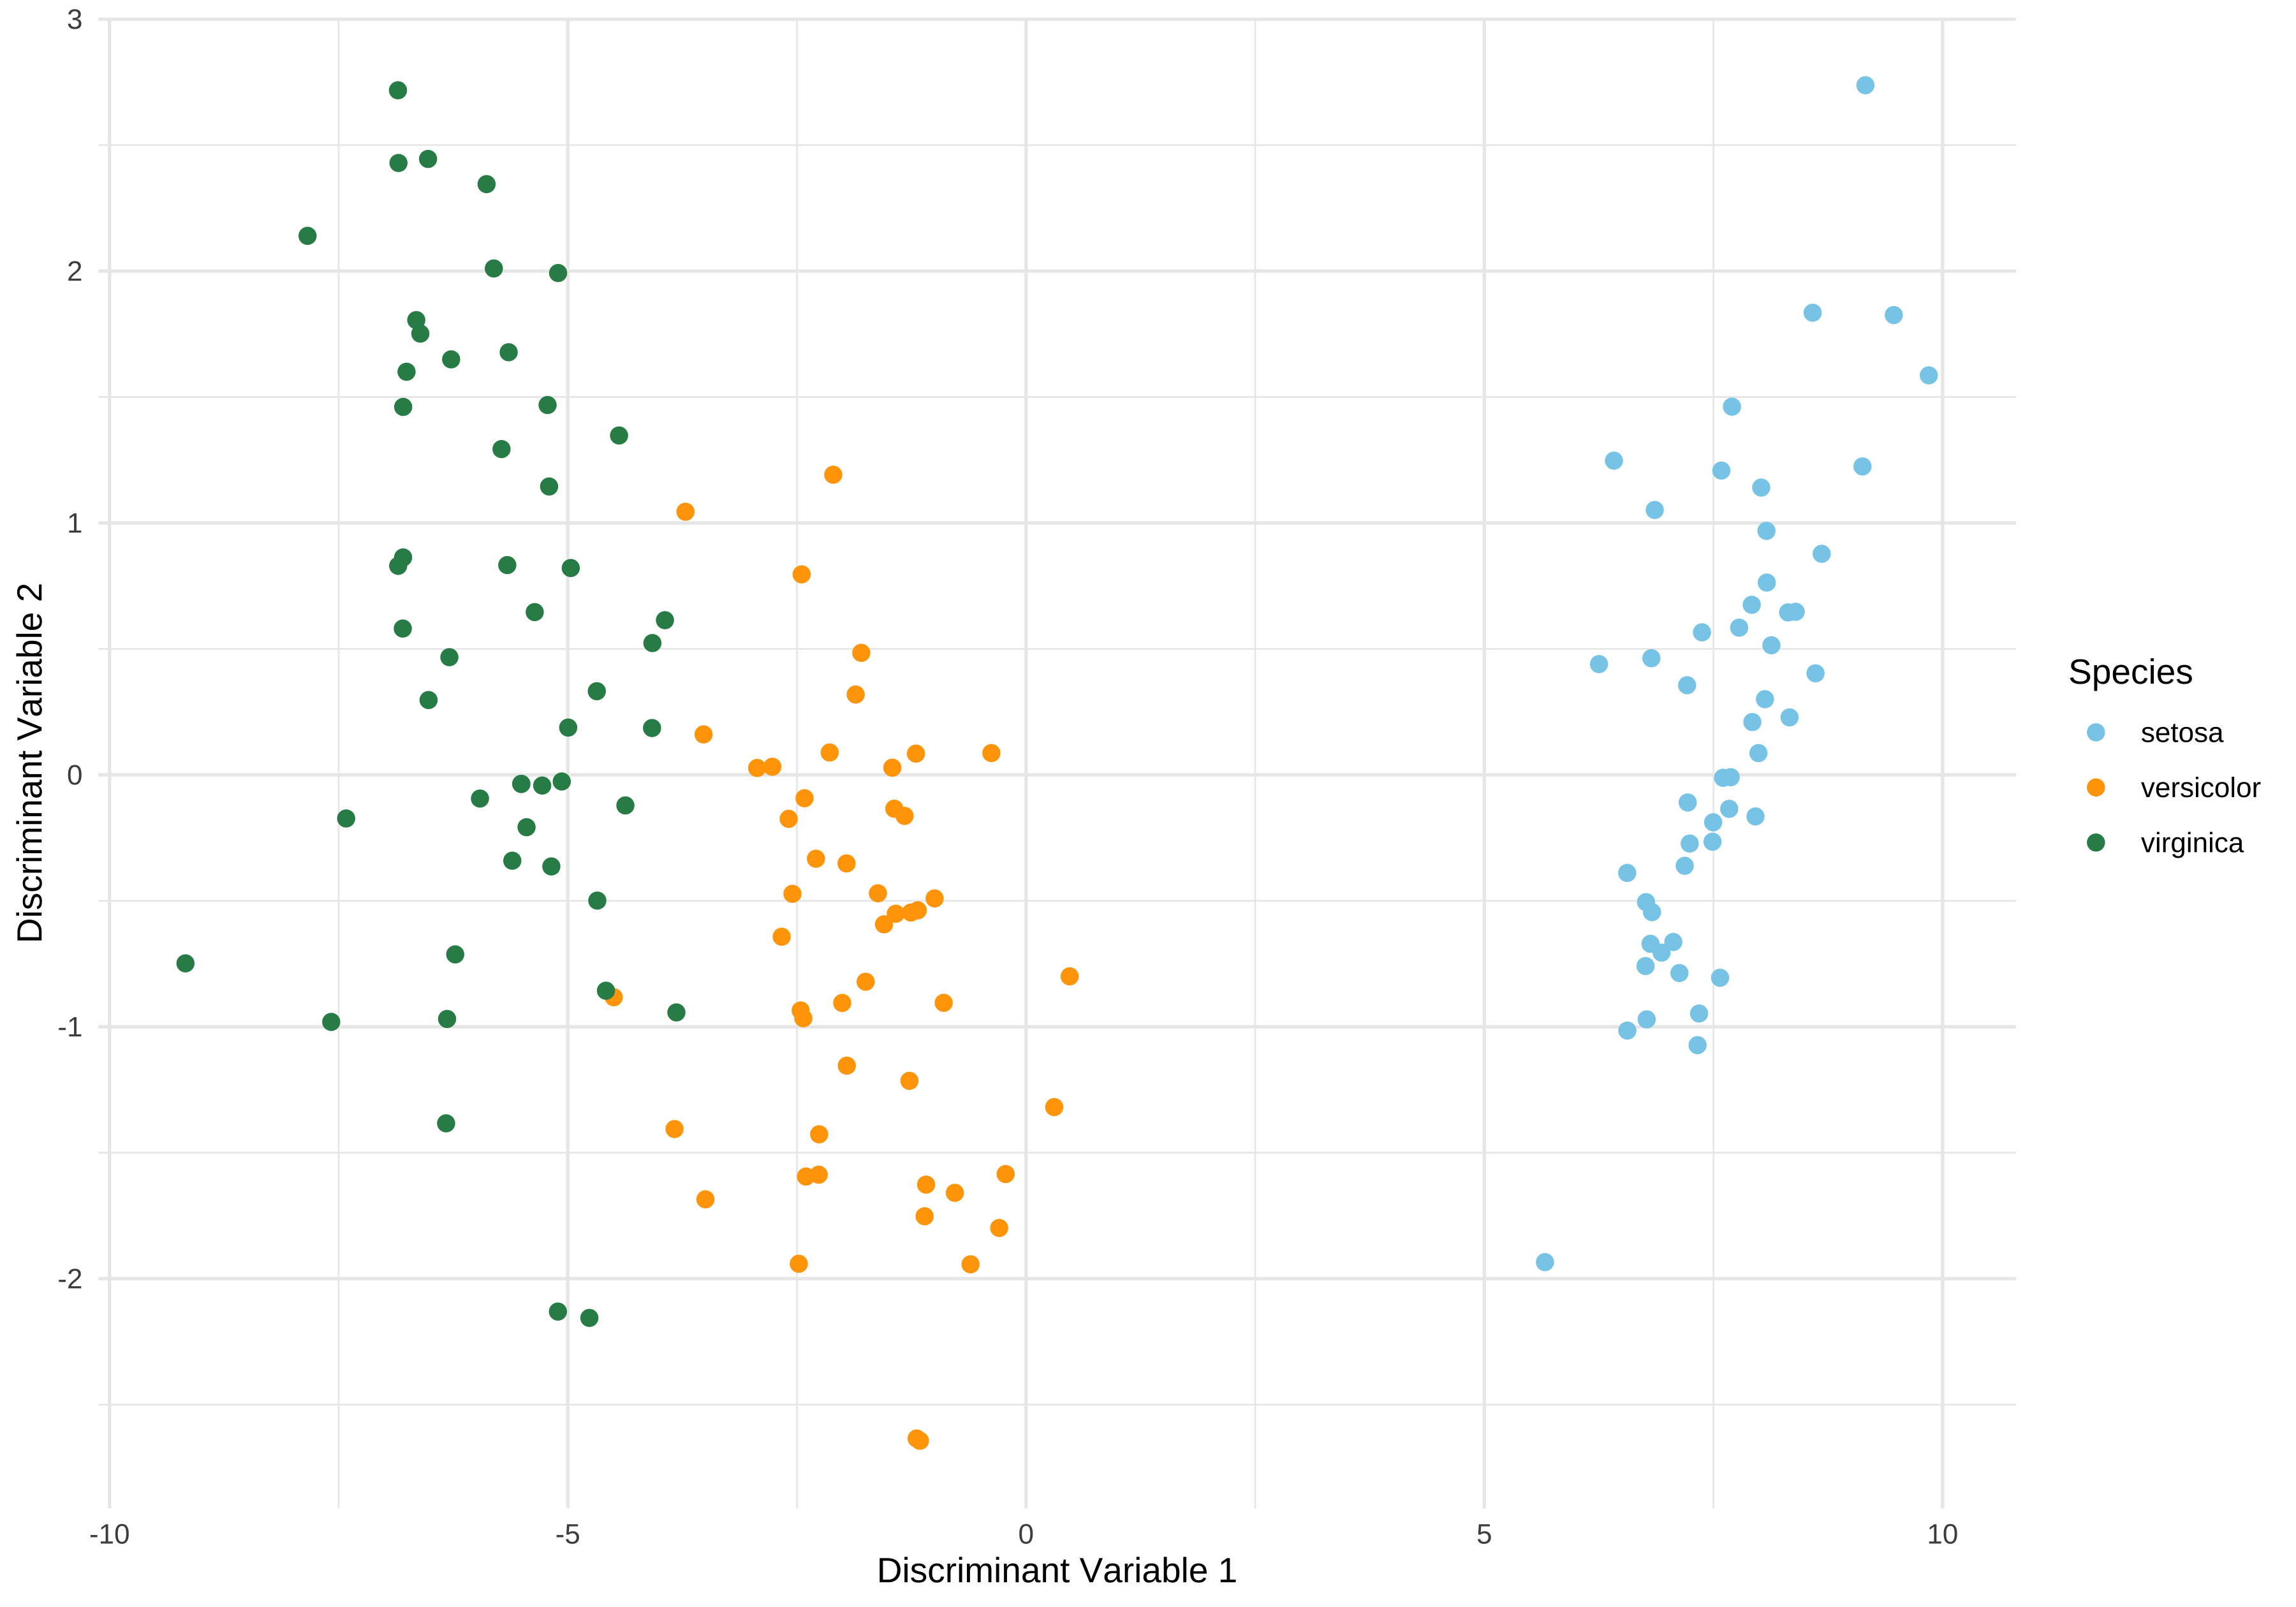 3
2
1
0
-1
-2
Discriminant Variable 2
-10
-5
0
5
10
Discriminant Variable 1
Species
setosa
versicolor
virginica